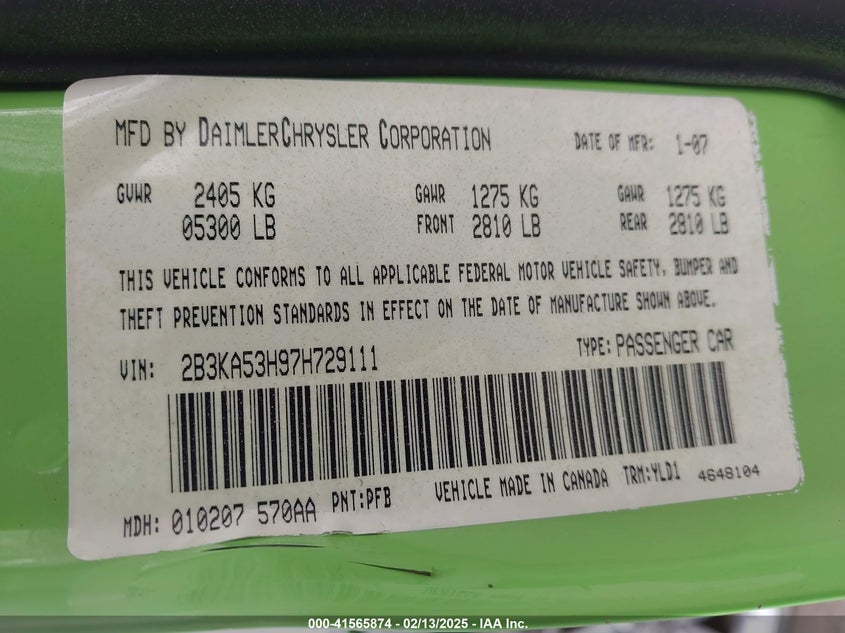 MFD BY DAIMLERCHRYSLER CORPORATION DATE OF MFR: 1-07
GVWR 2405 KG GAWR 1275 KG GAWR 1275 KG
05300 LB FRONT 2810 LB REAR 2810 LB
THIS VEHICLE CONFORMS TO ALL APPLICABLE FEDERAL MOTOR VEHICLE SAFETY, BUMPER AND
THEFT PREVENTION STANDARDS IN EFFECT ON THE DATE OF MANUFACTURE SHOWN ABOVE.
VIN: 2B3KA53H97H729111 TYPE: PASSENGER CAR
MDH: 010207 570AA PNT:PFB VEHICLE MADE IN CANADA TRM:YLD1 4648104
000-41565874 - 02/13/2025 - IAA Inc.